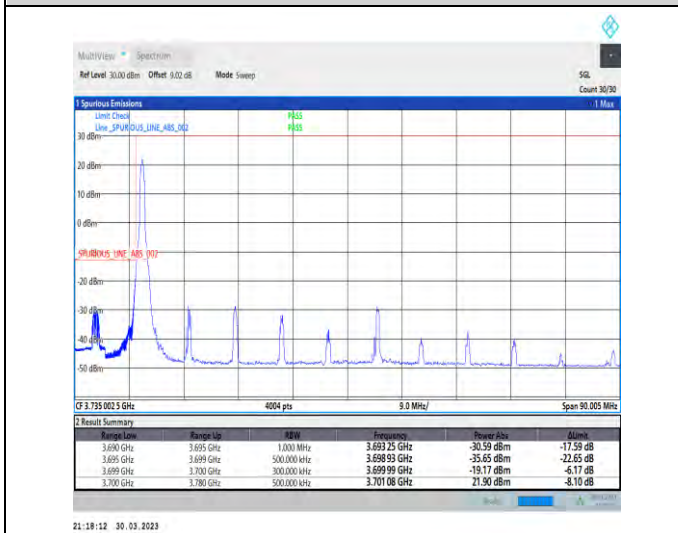 MultiView Spectrum
Ref Level 30.00 dBm Offset 9.02 dB Mode Sweep SGL
Count 30/30
1 Spurious Emissions 1 Max
Limit Check PASS
Line _SPURIOUS_LINE_ABS_002 PASS
30 dBm
20 dBm
10 dBm
0 dBm
_SPURIOUS_LINE_ABS_002
-20 dBm
-30 dBm
-40 dBm
-50 dBm
CF 3.735 002 5 GHz 4004 pts 9.0 MHz/ Span 90.005 MHz
2 Result Summary
Range Low Range Up RBW Frequency Power Abs ΔLimit
3.690 GHz 3.695 GHz 1.000 MHz 3.693 25 GHz -30.59 dBm -17.59 dB
3.695 GHz 3.699 GHz 500.000 kHz 3.698 93 GHz -35.65 dBm -22.65 dB
3.699 GHz 3.700 GHz 300.000 kHz 3.699 99 GHz -19.17 dBm -6.17 dB
3.700 GHz 3.780 GHz 500.000 kHz 3.701 08 GHz 21.90 dBm -8.10 dB
21:18:12 30.03.2023